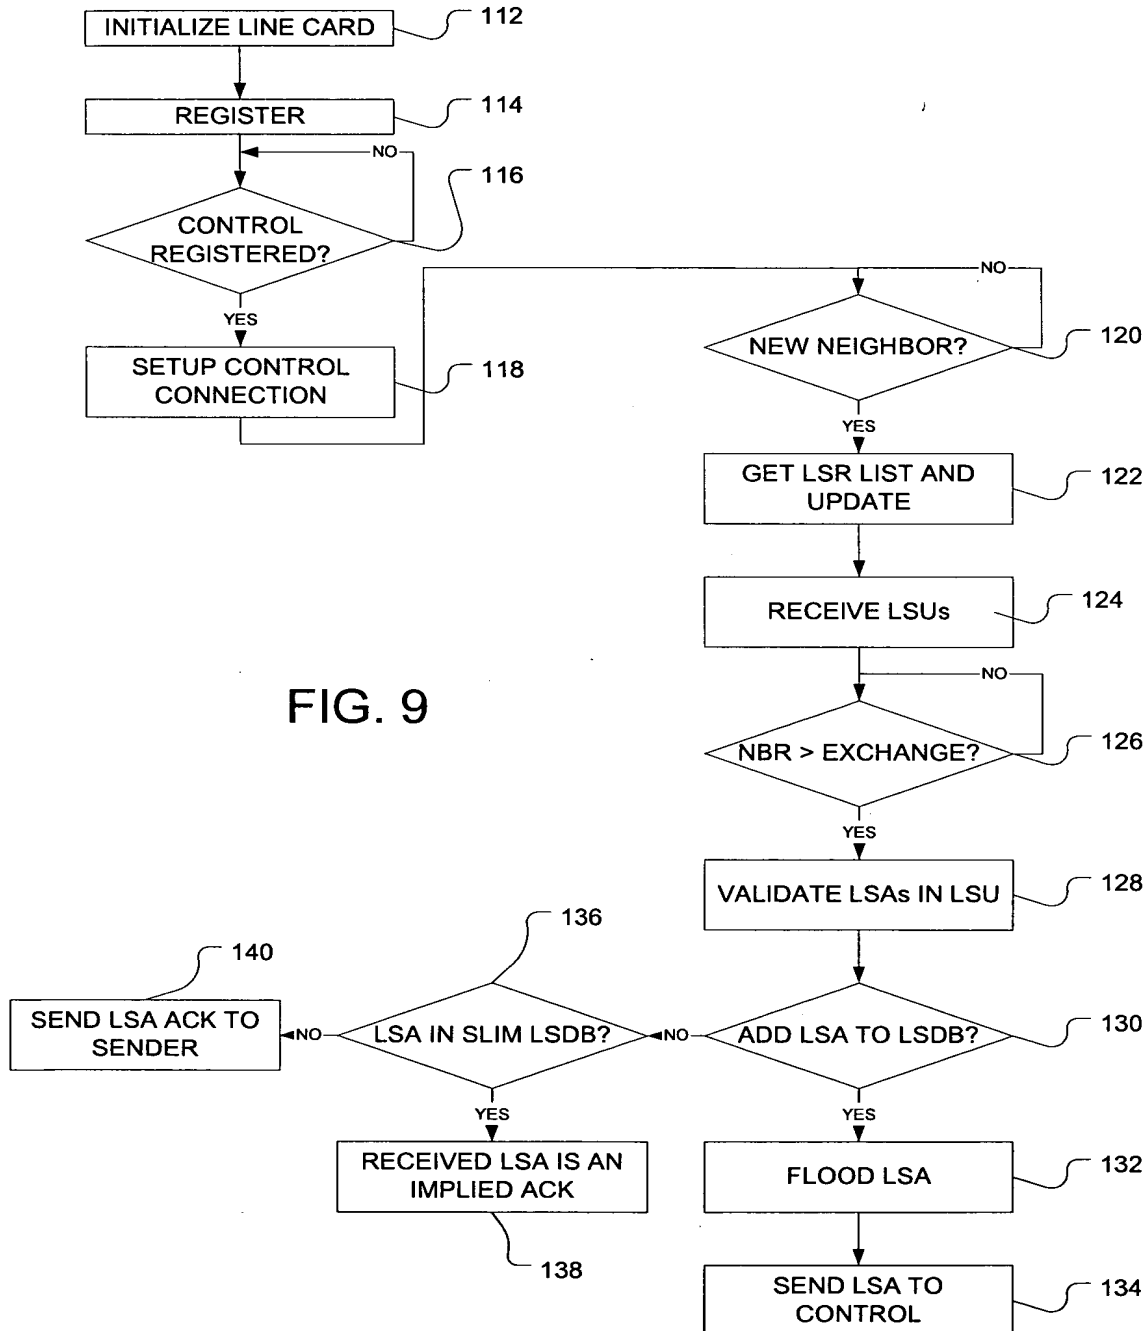 INITIALIZE LINE CARD
112
REGISTER
114
NO
CONTROL
REGISTERED?
116
YES
SETUP CONTROL
CONNECTION
118
NO
NEW NEIGHBOR?
120
YES
GET LSR LIST AND
UPDATE
122
RECEIVE LSUs
124
FIG. 9
NO
NBR > EXCHANGE?
126
YES
VALIDATE LSAs IN LSU
128
ADD LSA TO LSDB?
130
NO
LSA IN SLIM LSDB?
136
NO
SEND LSA ACK TO
SENDER
140
YES
RECEIVED LSA IS AN
IMPLIED ACK
138
YES
FLOOD LSA
132
SEND LSA TO
CONTROL
134